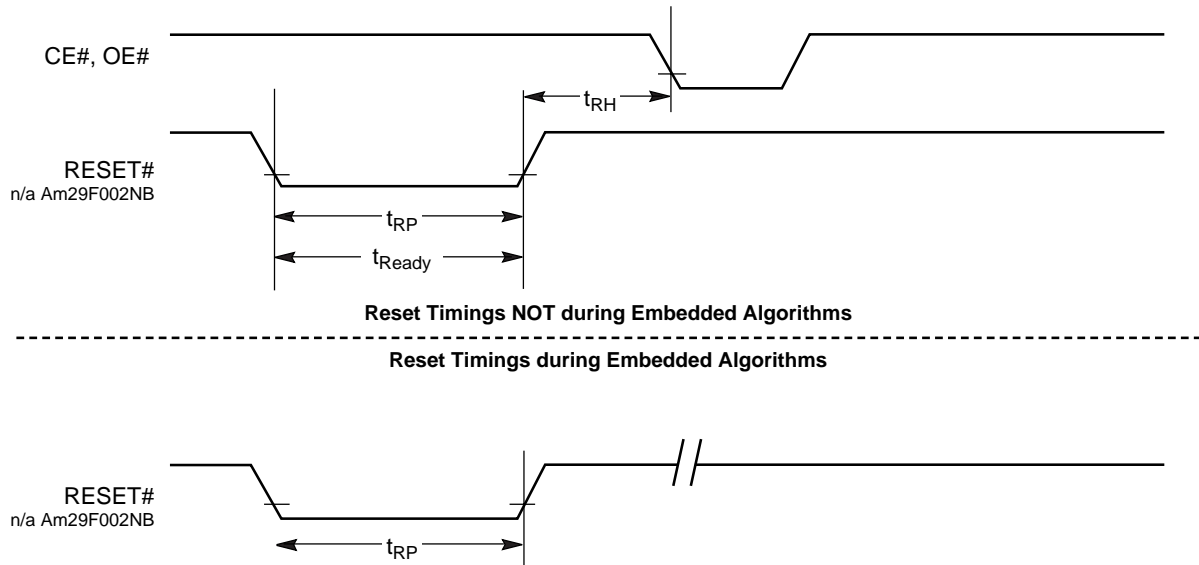 CE#, OE#
tRH
RESET#
n/a Am29F002NB
tRP
tReady
Reset Timings NOT during Embedded Algorithms
Reset Timings during Embedded Algorithms
RESET#
n/a Am29F002NB
tRP